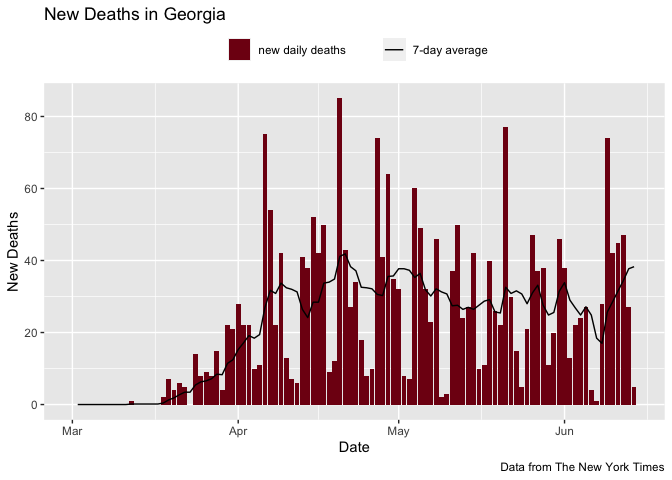 New Deaths in Georgia
new daily deaths
7-day average
80
60
40
20
0
New Deaths
Mar
Apr
May
Jun
Date
Data from The New York Times